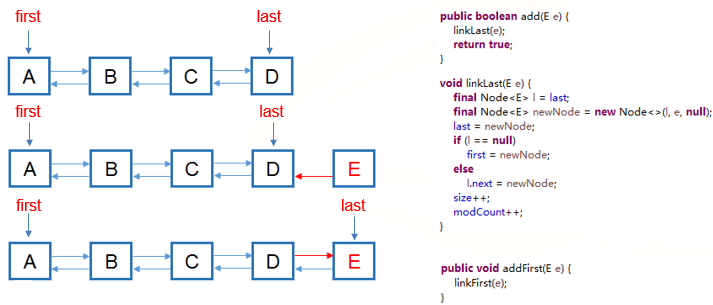 first last
A B C D
first last
A B C D E
first last
A B C D E
public boolean add(E e) {
linkLast(e);
return true;
}
void linkLast(E e) {
final Node<E> l = last;
final Node<E> newNode = new Node<>(l, e, null);
last = newNode;
if (l == null)
first = newNode;
else
l.next = newNode;
size++;
modCount++;
}
public void addFirst(E e) {
linkFirst(e);
}